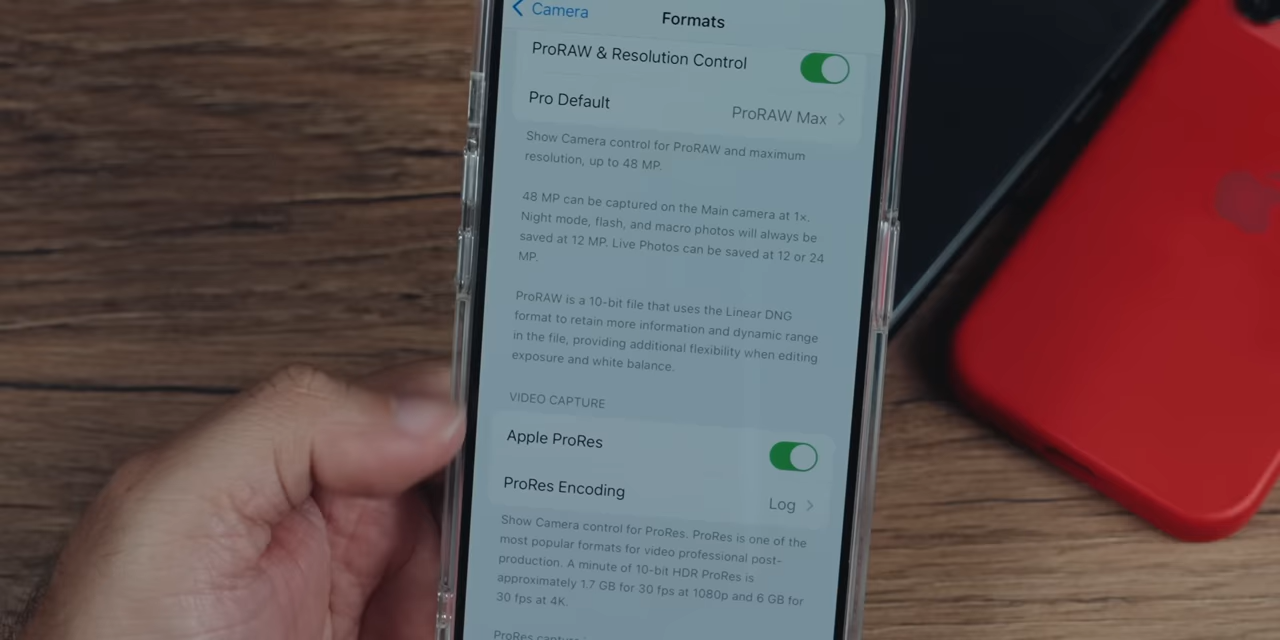 Camera
Formats
ProRAW & Resolution Control
Pro Default
ProRAW Max
Show Camera control for ProRAW and maximum
resolution, up to 48 MP.
48 MP can be captured on the Main camera at 1x.
Night mode, flash, and macro photos will always be
saved at 12 MP. Live Photos can be saved at 12 or 24
MP.
ProRAW is a 10-bit file that uses the Linear DNG
format to retain more information and dynamic range
in the file, providing additional flexibility when editing
exposure and white balance.
VIDEO CAPTURE
Apple ProRes
ProRes Encoding
Log
Show Camera control for ProRes. ProRes is one of the
most popular formats for video professional post-
production. A minute of 10-bit HDR ProRes is
approximately 1.7 GB for 30 fps at 1080p and 6 GB for
30 fps at 4K.
ProRes